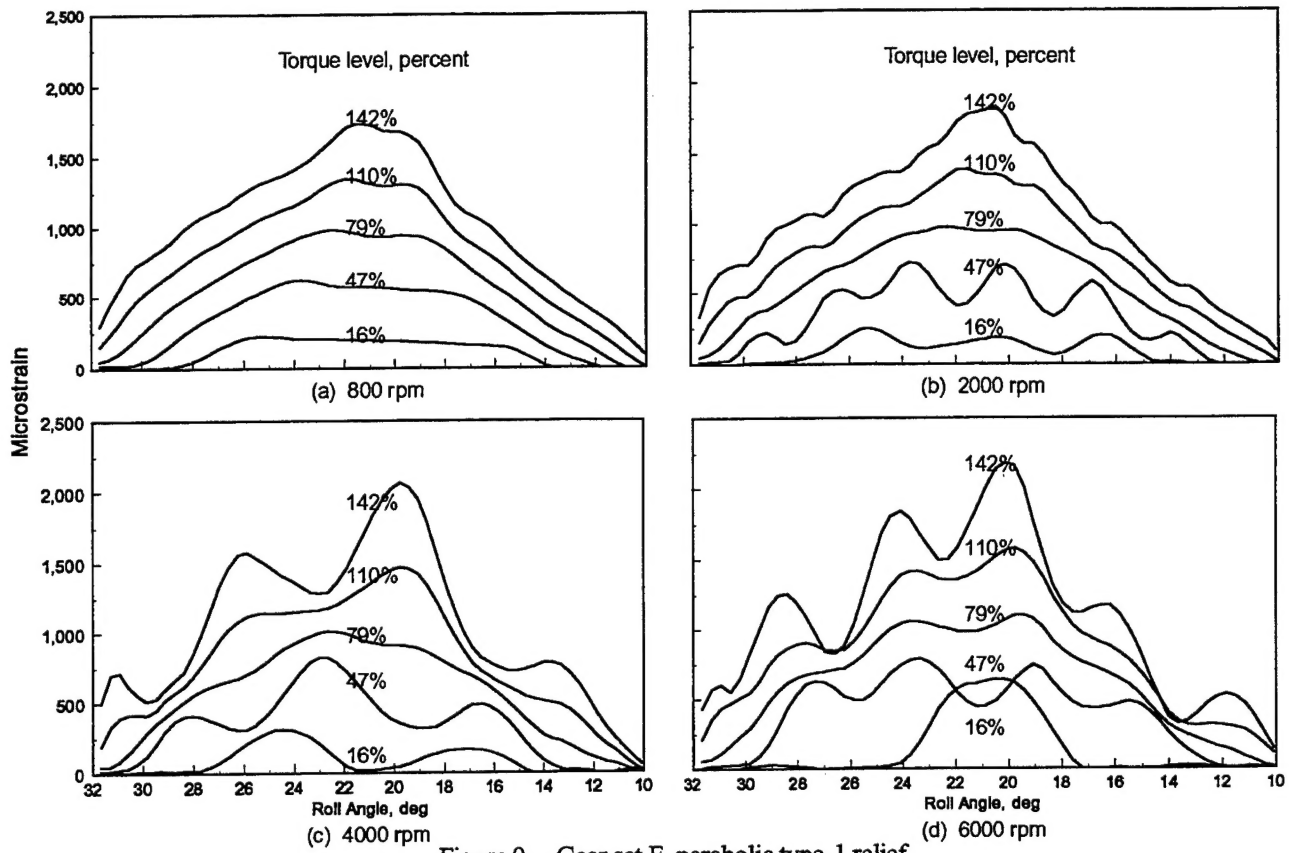 2,500
2,000
1,500
1,000
500
0
Torque level, percent
142%
110%
79%
47%
16%
(a) 800 rpm
Torque level, percent
142%
110%
79%
47%
16%
(b) 2000 rpm
Microstrain
2,500
2,000
1,500
1,000
500
0
142%
110%
79%
47%
16%
32 30 28 26 24 22 20 18 16 14 12 10
Roll Angle, deg
(c) 4000 rpm
142%
110%
79%
47%
16%
32 30 28 26 24 22 20 18 16 14 12 10
Roll Angle, deg
(d) 6000 rpm